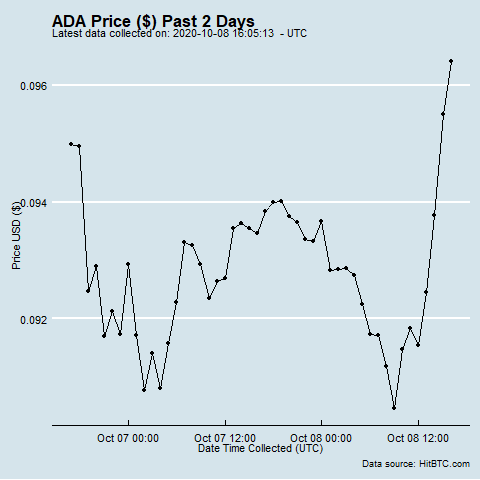 ADA Price ($) Past 2 Days
Latest data collected on: 2020-10-08 16:05:13 - UTC
0.096
0.094
0.092
Price USD ($)
Oct 07 00:00 Oct 07 12:00 Oct 08 00:00 Oct 08 12:00
Date Time Collected (UTC)
Data source: HitBTC.com